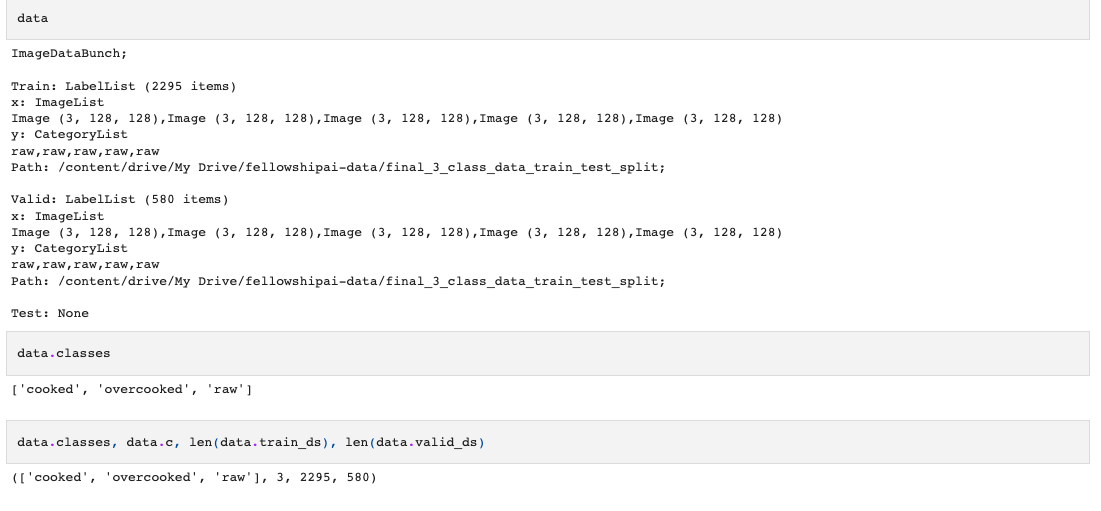 data
ImageDataBunch;
Train: LabelList (2295 items)
x: ImageList
Image (3, 128, 128),Image (3, 128, 128),Image (3, 128, 128),Image (3, 128, 128),Image (3, 128, 128)
y: CategoryList
raw,raw,raw,raw,raw
Path: /content/drive/My Drive/fellowshipai-data/final_3_class_data_train_test_split;
Valid: LabelList (580 items)
x: ImageList
Image (3, 128, 128),Image (3, 128, 128),Image (3, 128, 128),Image (3, 128, 128),Image (3, 128, 128)
y: CategoryList
raw,raw,raw,raw,raw
Path: /content/drive/My Drive/fellowshipai-data/final_3_class_data_train_test_split;
Test: None
data.classes
['cooked', 'overcooked', 'raw']
data.classes, data.c, len(data.train_ds), len(data.valid_ds)
(['cooked', 'overcooked', 'raw'], 3, 2295, 580)